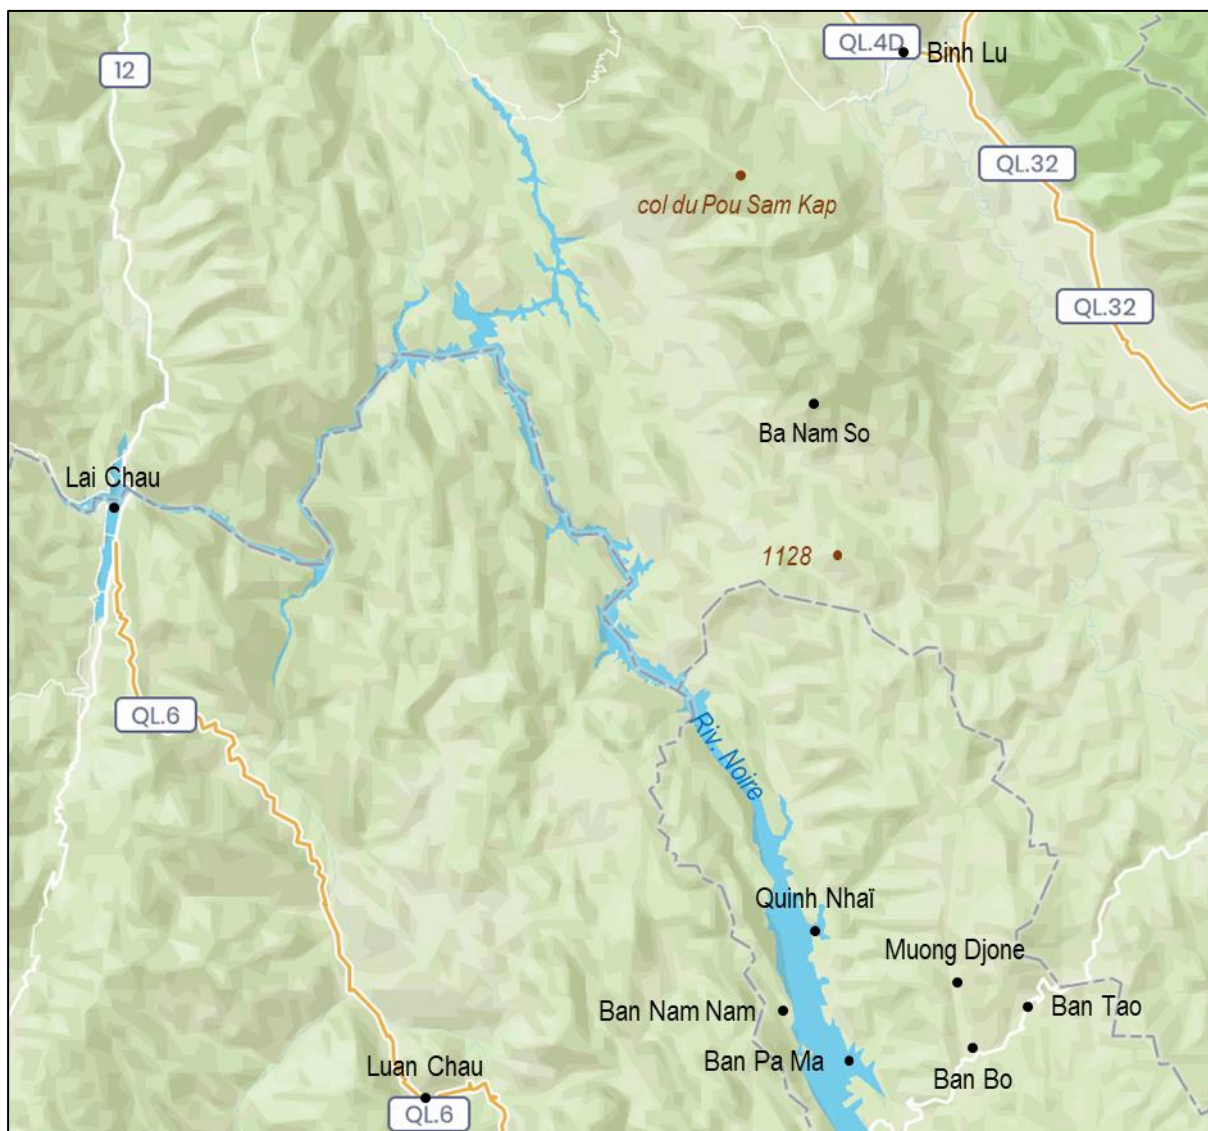 QL.4D
Binh Lu
12
QL.32
col du Pou Sam Kap
QL.32
Ba Nam So
Lai Chau
1128
QL.6
Riv. Noire
Quinh Nhaï
Muong Djone
Ban Nam Nam
Ban Tao
Ban Pa Ma
Luan Chau
Ban Bo
QL.6